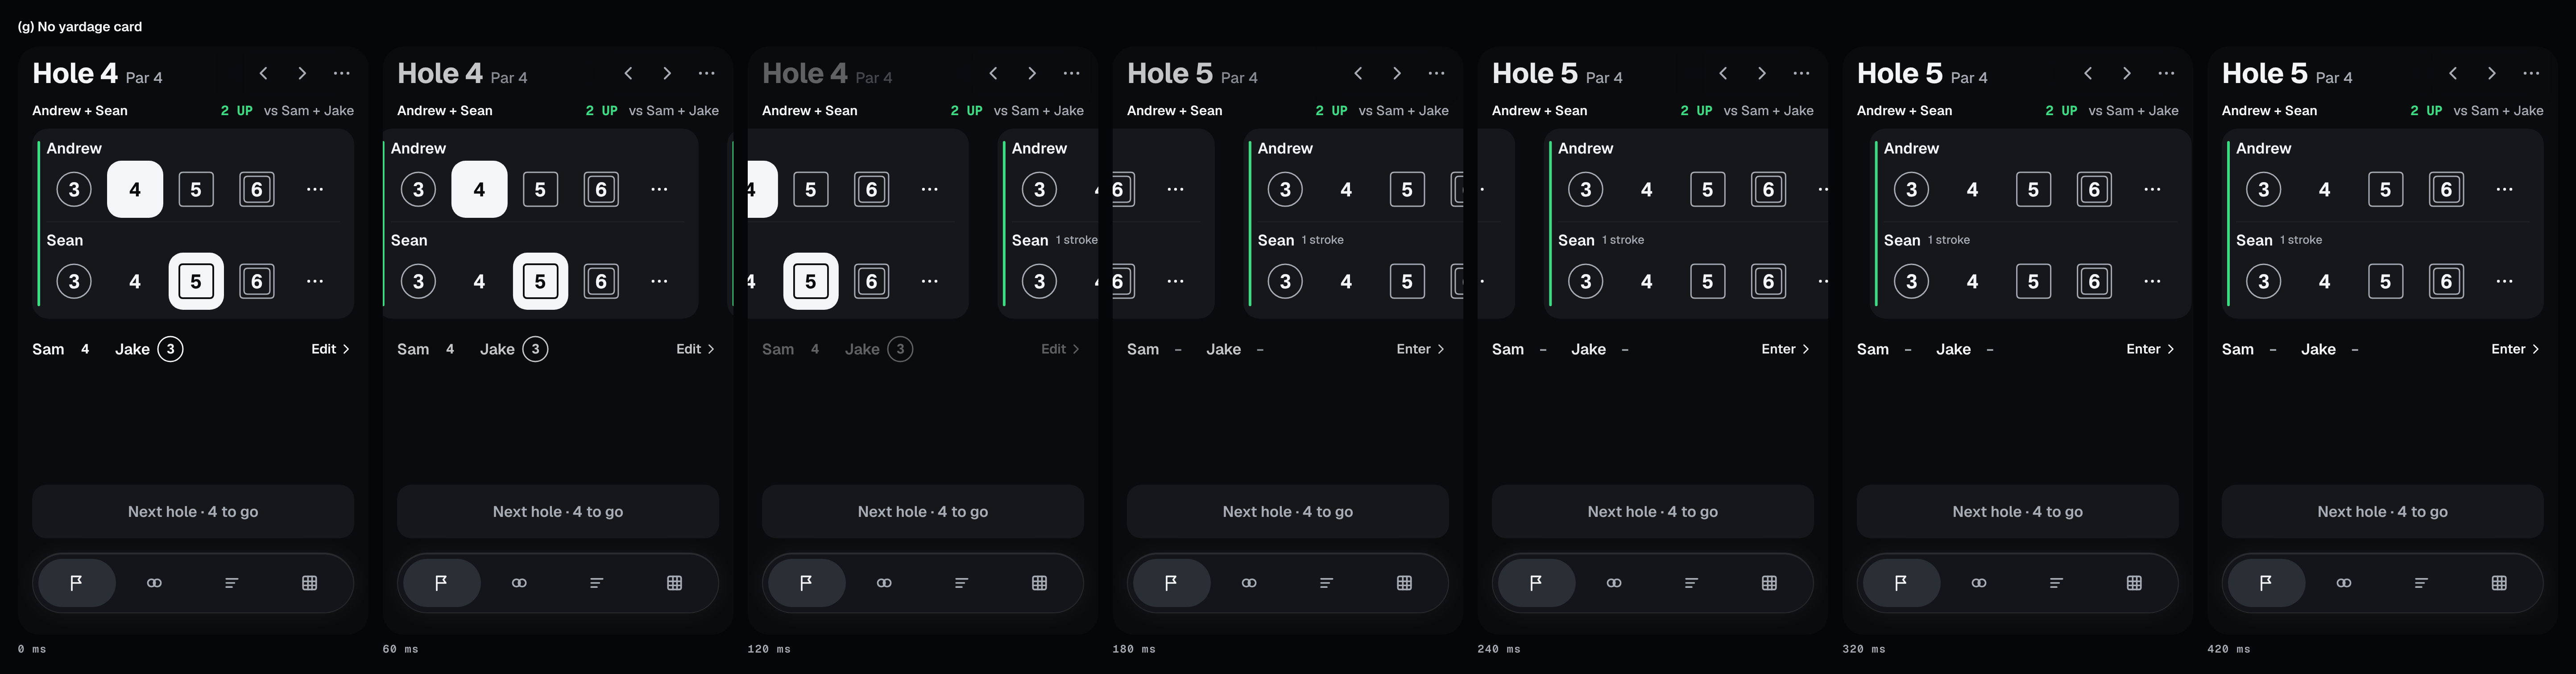 (g) No yardage card
Hole 4 Par 4
Andrew + Sean 2 UP vs Sam + Jake
Andrew
3 4 5 6 ...
Sean
3 4 5 6 ...
Sam 4 Jake 3 Edit >
Next hole · 4 to go
0 ms
Hole 4 Par 4
Andrew + Sean 2 UP vs Sam + Jake
Andrew
3 4 5 6 ...
Sean
3 4 5 6 ...
Sam 4 Jake 3 Edit >
Next hole · 4 to go
60 ms
Hole 4 Par 4
Andrew + Sean 2 UP vs Sam + Jake
Andrew
4 5 6 ... 3 4
Sean 1 stroke
4 5 6 ... 3 4
Sam 4 Jake 3 Edit >
Next hole · 4 to go
120 ms
Hole 5 Par 4
Andrew + Sean 2 UP vs Sam + Jake
Andrew
6 ... 3 4 5 6
Sean 1 stroke
6 ... 3 4 5 6
Sam – Jake – Enter >
Next hole · 4 to go
180 ms
Hole 5 Par 4
Andrew + Sean 2 UP vs Sam + Jake
Andrew
3 4 5 6 ...
Sean 1 stroke
3 4 5 6 ...
Sam – Jake – Enter >
Next hole · 4 to go
240 ms
Hole 5 Par 4
Andrew + Sean 2 UP vs Sam + Jake
Andrew
3 4 5 6 ...
Sean 1 stroke
3 4 5 6 ...
Sam – Jake – Enter >
Next hole · 4 to go
320 ms
Hole 5 Par 4
Andrew + Sean 2 UP vs Sam + Jake
Andrew
3 4 5 6 ...
Sean 1 stroke
3 4 5 6 ...
Sam – Jake – Enter >
Next hole · 4 to go
420 ms